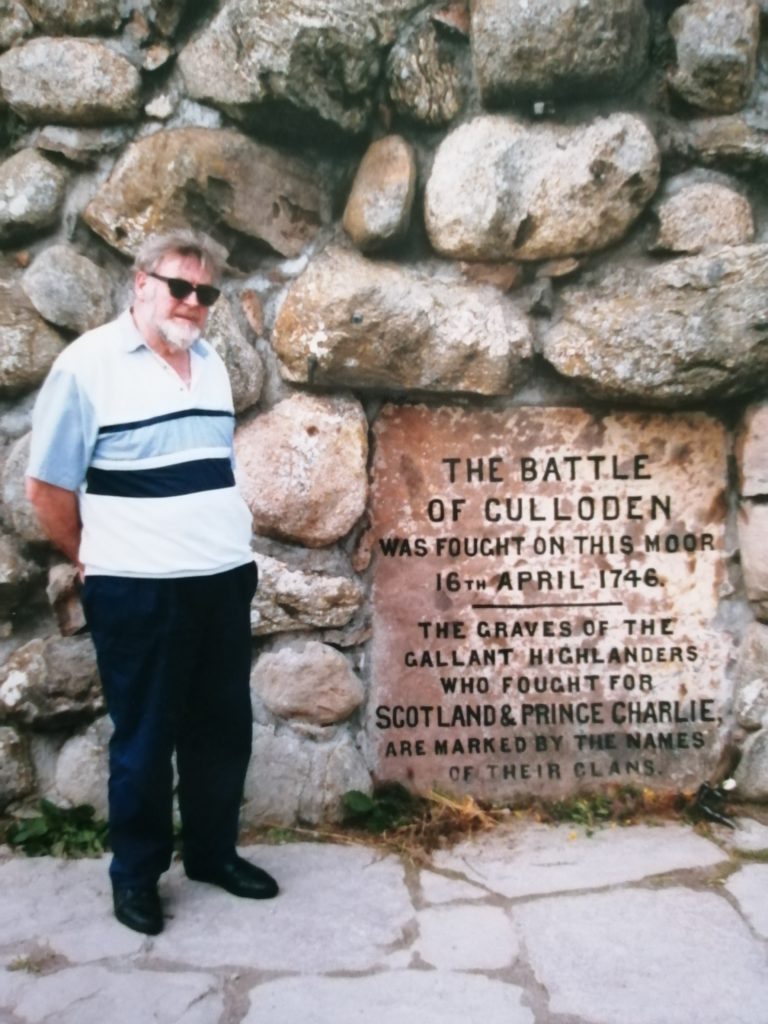 THE BATTLE
OF CULLODEN
WAS FOUGHT ON THIS MOOR
16TH APRIL 1746.
THE GRAVES OF THE
GALLANT HIGHLANDERS
WHO FOUGHT FOR
SCOTLAND & PRINCE CHARLIE,
ARE MARKED BY THE NAMES
OF THEIR CLANS.